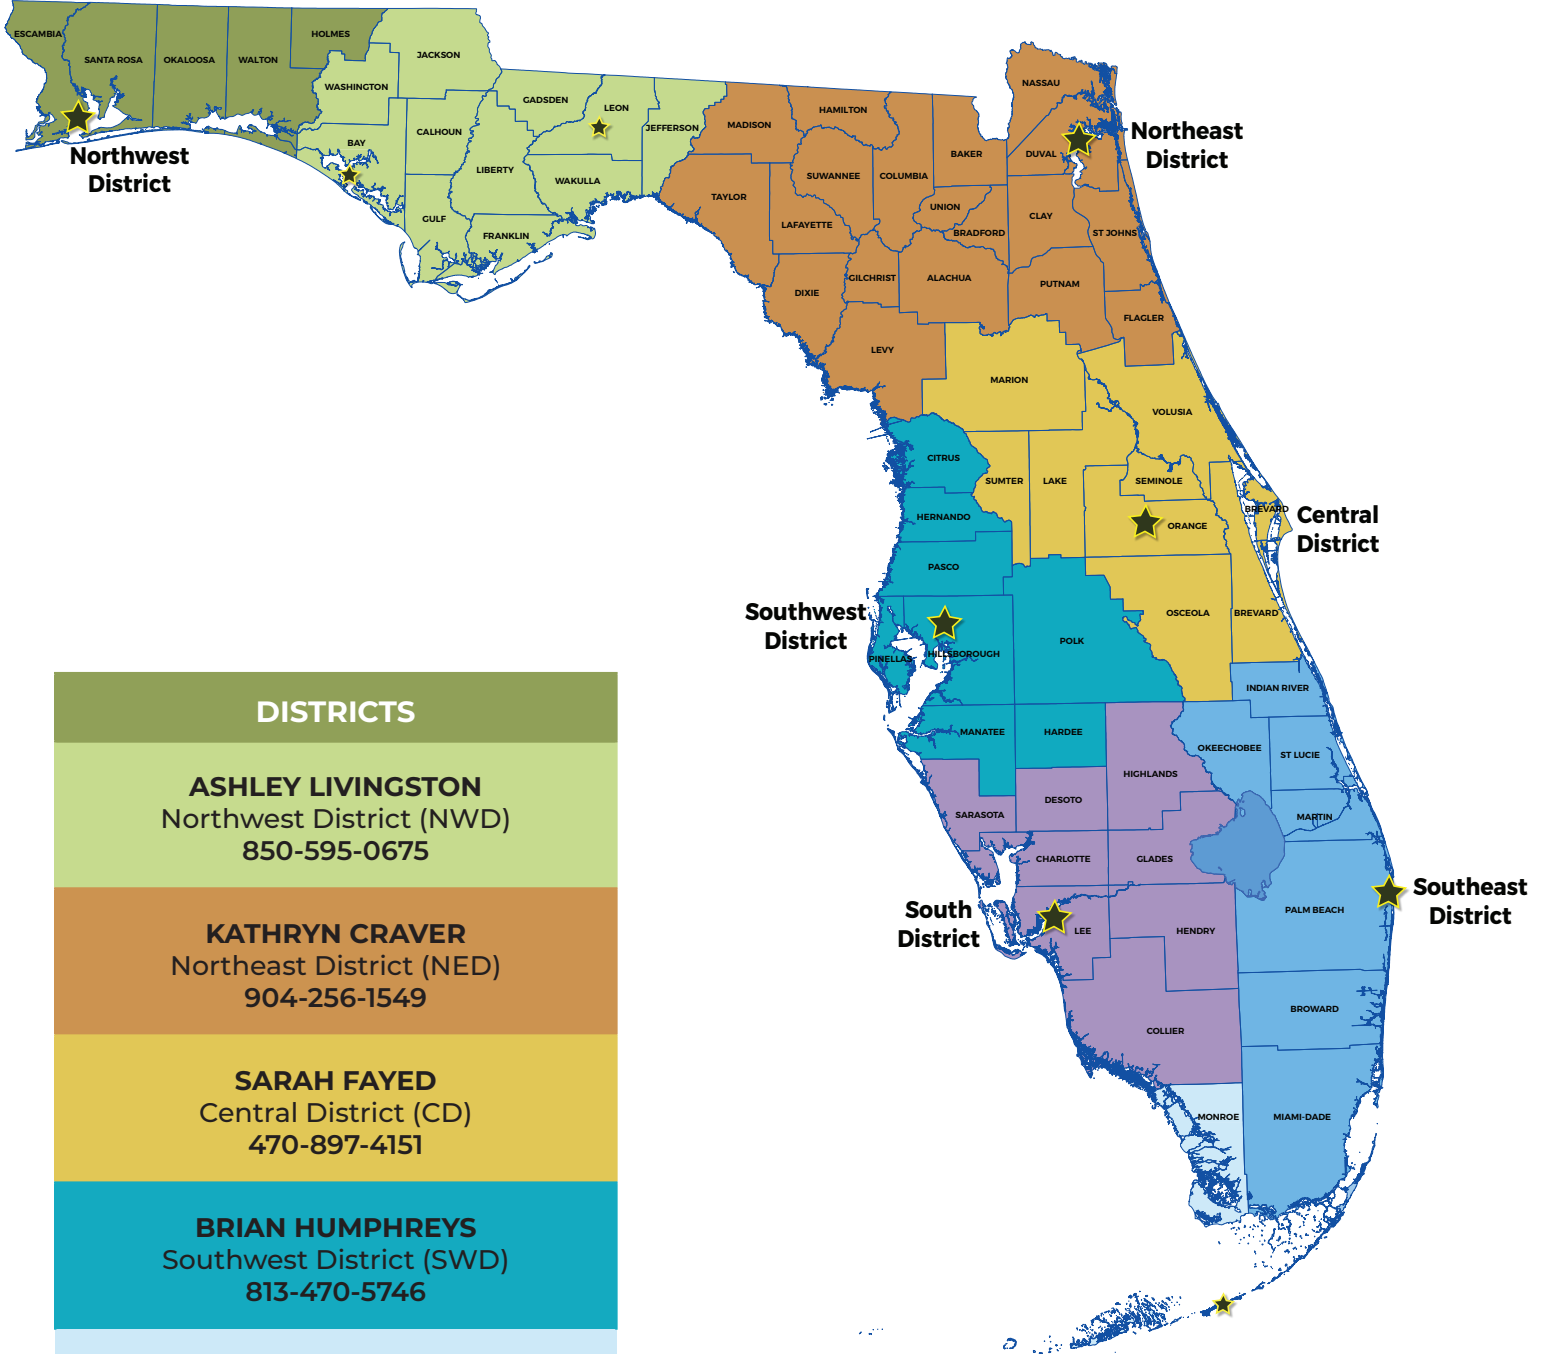 ESCAMBIA
SANTA ROSA
OKALOOSA
WALTON
HOLMES
JACKSON
WASHINGTON
BAY
CALHOUN
GULF
LIBERTY
GADSDEN
LEON
JEFFERSON
WAKULLA
FRANKLIN
Northwest
District
MADISON
HAMILTON
TAYLOR
SUWANNEE
LAFAYETTE
COLUMBIA
BAKER
NASSAU
DUVAL
UNION
BRADFORD
CLAY
ST JOHNS
DIXIE
GILCHRIST
ALACHUA
PUTNAM
FLAGLER
LEVY
Northeast
District
MARION
VOLUSIA
SUMTER
LAKE
SEMINOLE
ORANGE
BREVARD
OSCEOLA
BREVARD
Central
District
CITRUS
HERNANDO
PASCO
PINELLAS
HILLSBOROUGH
POLK
MANATEE
HARDEE
Southwest
District
SARASOTA
DESOTO
HIGHLANDS
CHARLOTTE
GLADES
LEE
HENDRY
COLLIER
South
District
INDIAN RIVER
OKEECHOBEE
ST LUCIE
MARTIN
PALM BEACH
BROWARD
MIAMI-DADE
MONROE
Southeast
District
DISTRICTS
ASHLEY LIVINGSTON
Northwest District (NWD)
850-595-0675
KATHRYN CRAVER
Northeast District (NED)
904-256-1549
SARAH FAYED
Central District (CD)
470-897-4151
BRIAN HUMPHREYS
Southwest District (SWD)
813-470-5746